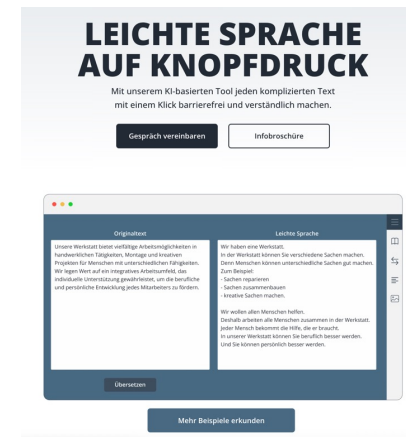 LEICHTE SPRACHE
AUF KNOPFDRUCK
Mit unserem KI-basierten Tool jeden komplizierten Text
mit einem Klick barrierefrei und verständlich machen.
Gespräch vereinbaren
Infobroschüre
Originaltext
Unsere Werkstatt bietet vielfältige Arbeitsmöglichkeiten in
handwerklichen Tätigkeiten, Montage und kreativen
Projekten für Menschen mit unterschiedlichen Fähigkeiten.
Wir legen Wert auf ein integratives Arbeitsumfeld, das
individuelle Unterstützung gewährleistet, um die berufliche
und persönliche Entwicklung jedes Mitarbeiters zu fördern.
Übersetzen
Leichte Sprache
Wir haben eine Werkstatt.
In der Werkstatt können Sie verschiedene Sachen machen.
Denn Menschen können unterschiedliche Sachen gut machen.
Zum Beispiel:
- Sachen reparieren
- Sachen zusammenbauen
- kreative Sachen machen.
Wir wollen allen Menschen helfen.
Deshalb arbeiten alle Menschen zusammen in der Werkstatt.
Jeder Mensch bekommt die Hilfe, die er braucht.
In unserer Werkstatt können Sie beruflich besser werden.
Und Sie können persönlich besser werden.
Mehr Beispiele erkunden